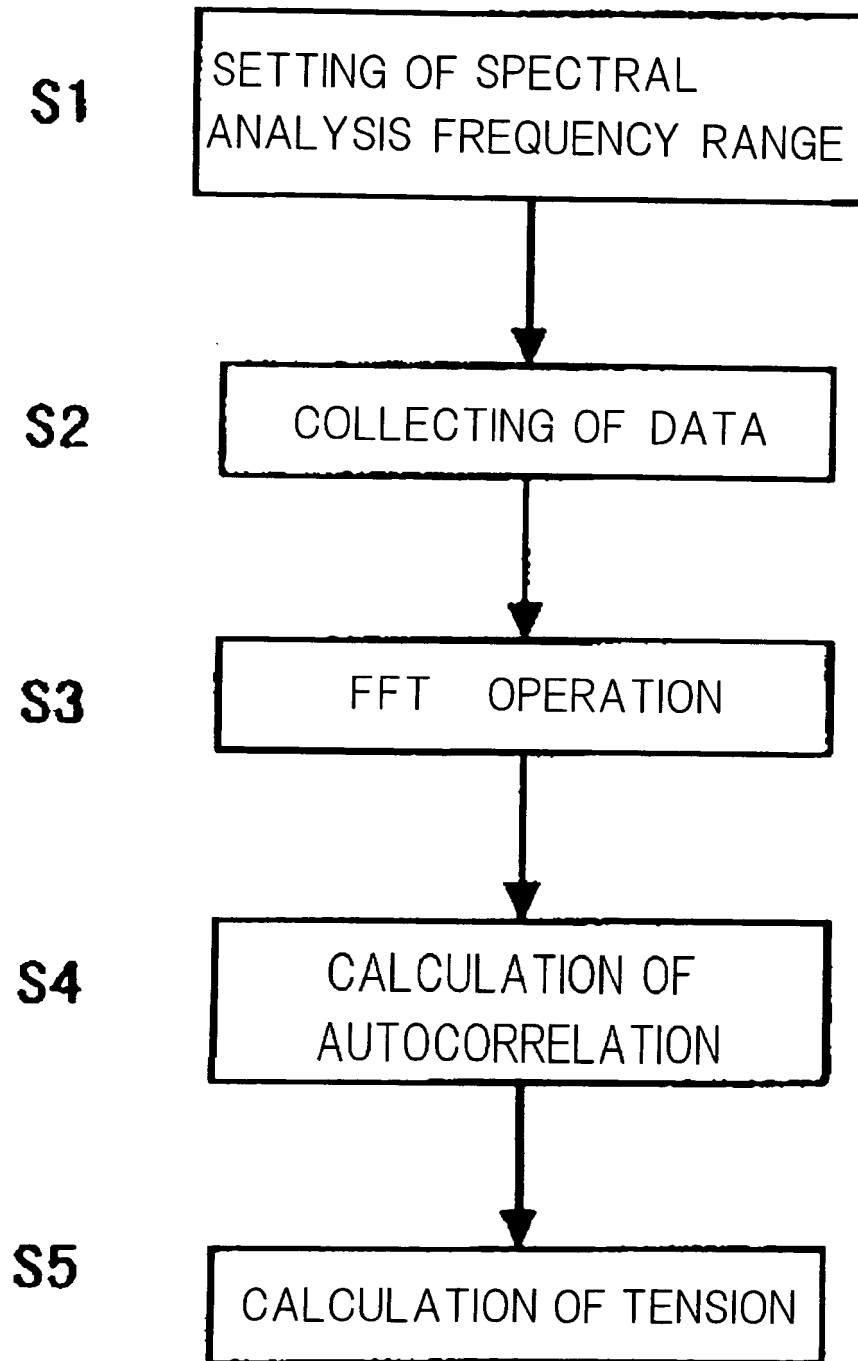 S1
SETTING OF SPECTRAL
ANALYSIS FREQUENCY RANGE
S2
COLLECTING OF DATA
S3
FFT OPERATION
S4
CALCULATION OF
AUTOCORRELATION
S5
CALCULATION OF TENSION